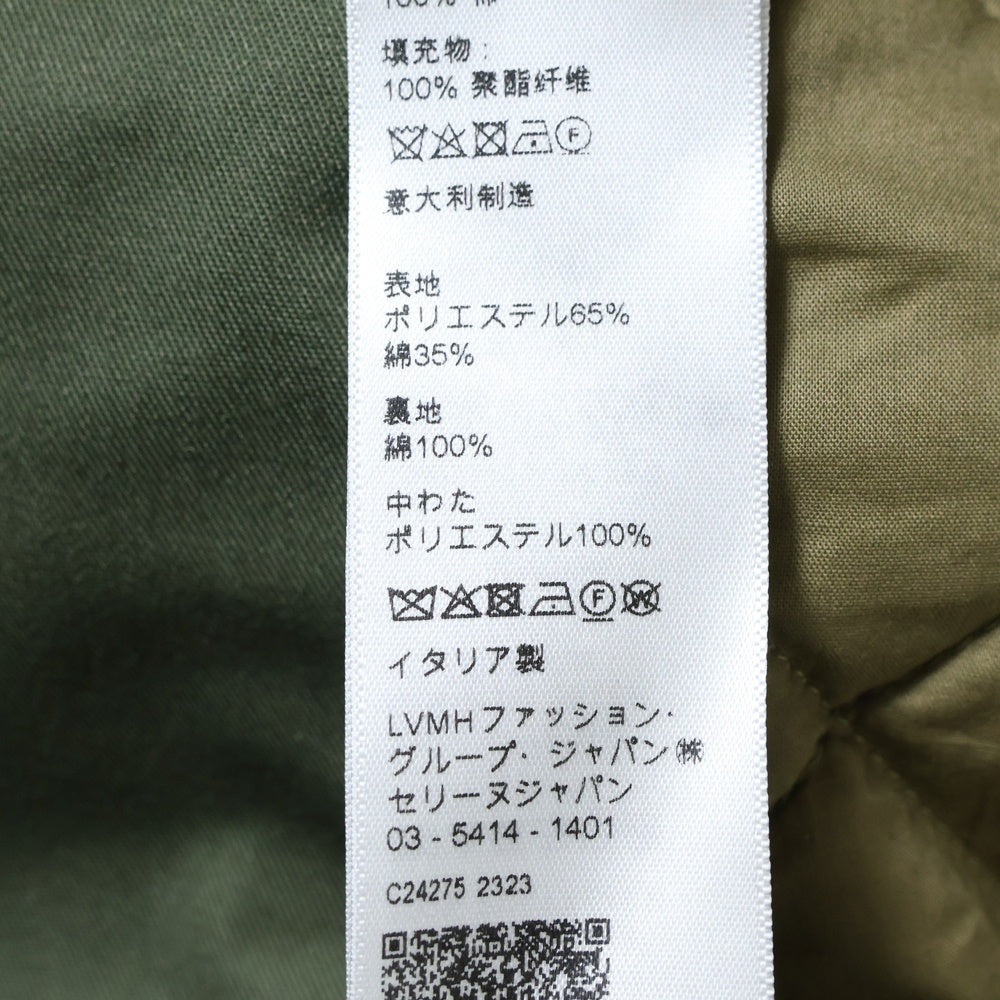 100% 棉
填充物：
100% 聚酯纤维
意大利制造
表地
ポリエステル65%
綿35%
裏地
綿100%
中わた
ポリエステル100%
イタリア製
LVMHファッション・
グループ・ジャパン㈱
セリーヌジャパン
03 - 5414 - 1401
C24275 2323